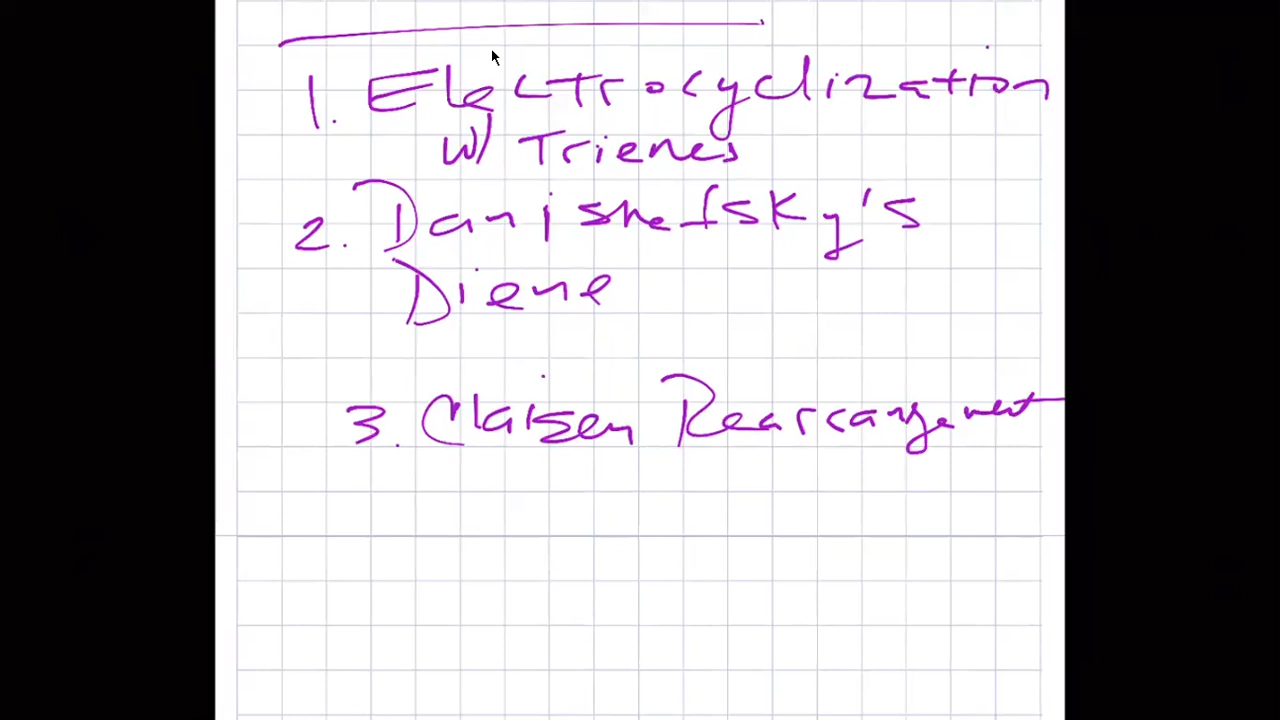 1. Electrocyclization
w/ Trienes
2. Danishefsky's
Diene
3. Claisen Rearrangement